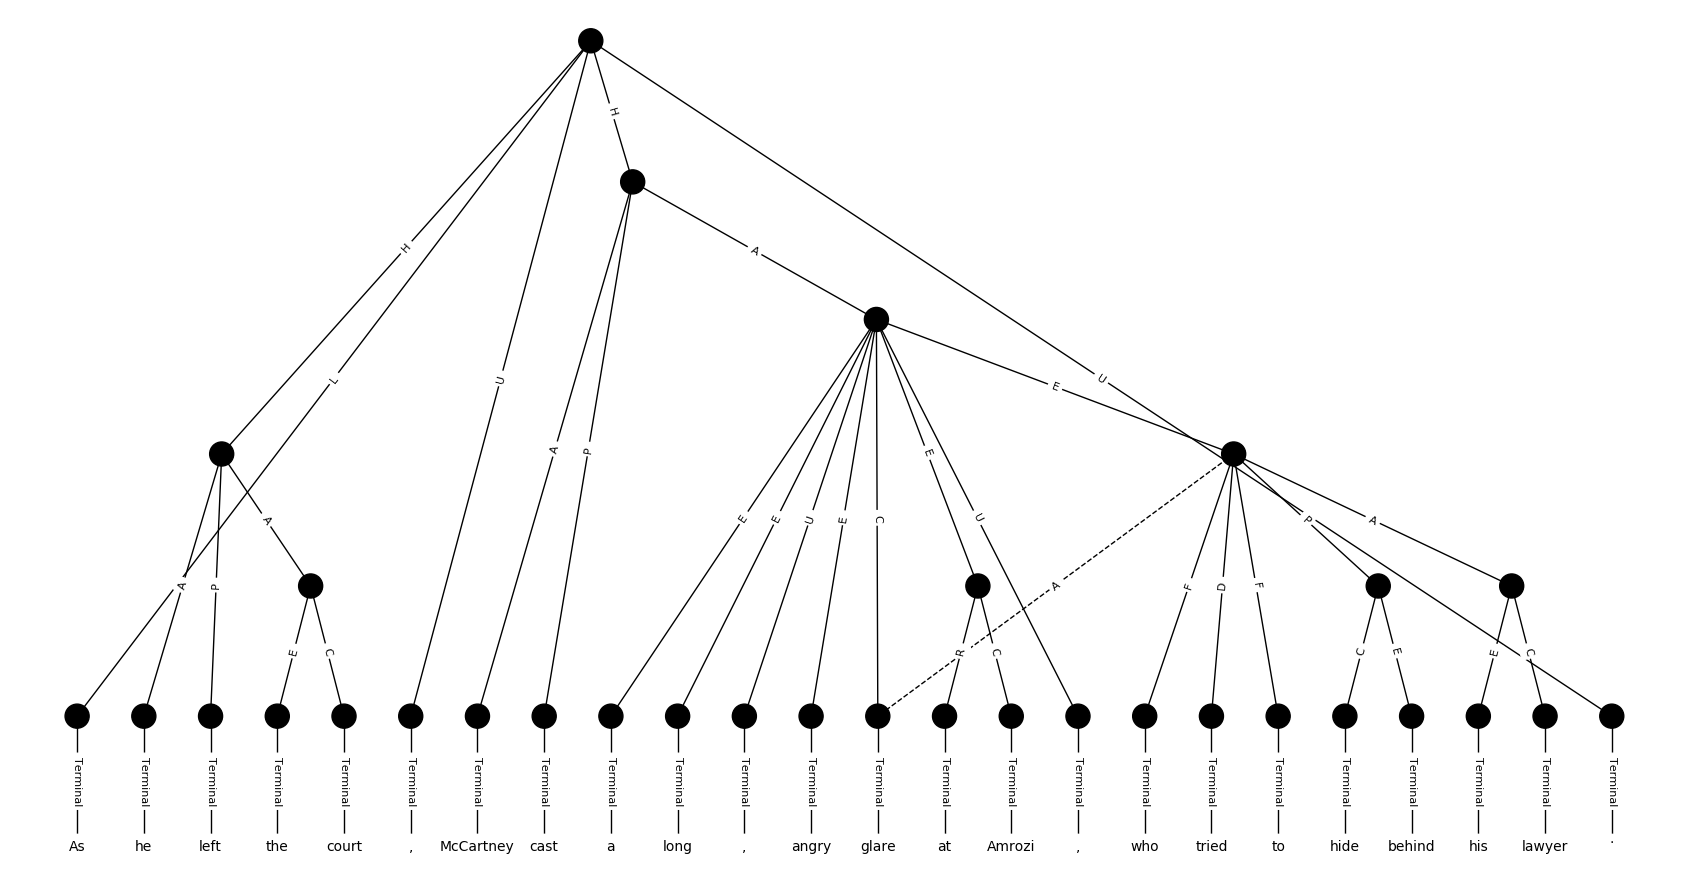 H
A
H
L
U
E
U
A
P
E
E
U
E
C
E
U
A
P
A
A
F
D
F
P
A
E
C
R
C
C
E
E
C
Terminal Terminal Terminal Terminal Terminal Terminal Terminal Terminal Terminal Terminal Terminal Terminal Terminal Terminal Terminal Terminal Terminal Terminal Terminal Terminal Terminal Terminal Terminal Terminal
As he left the court , McCartney cast a long , angry glare at Amrozi , who tried to hide behind his lawyer .